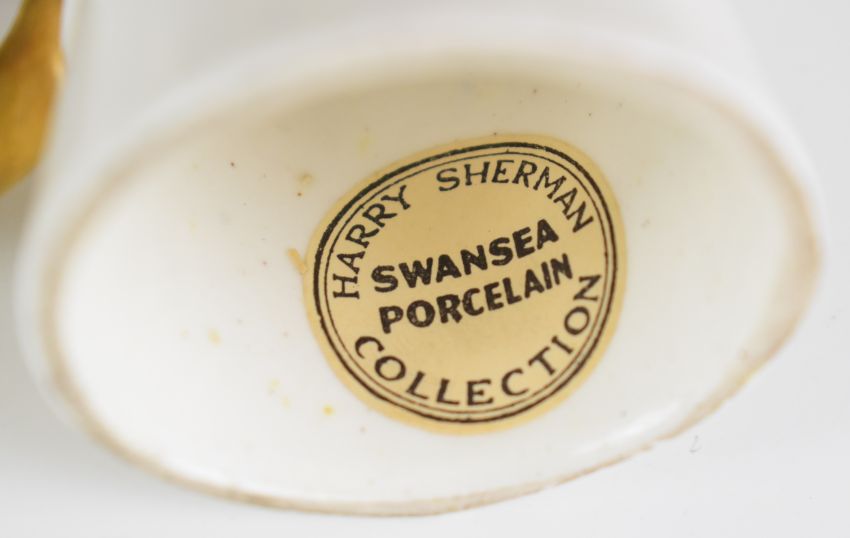 HARRY SHERMAN
SWANSEA
PORCELAIN
COLLECTION